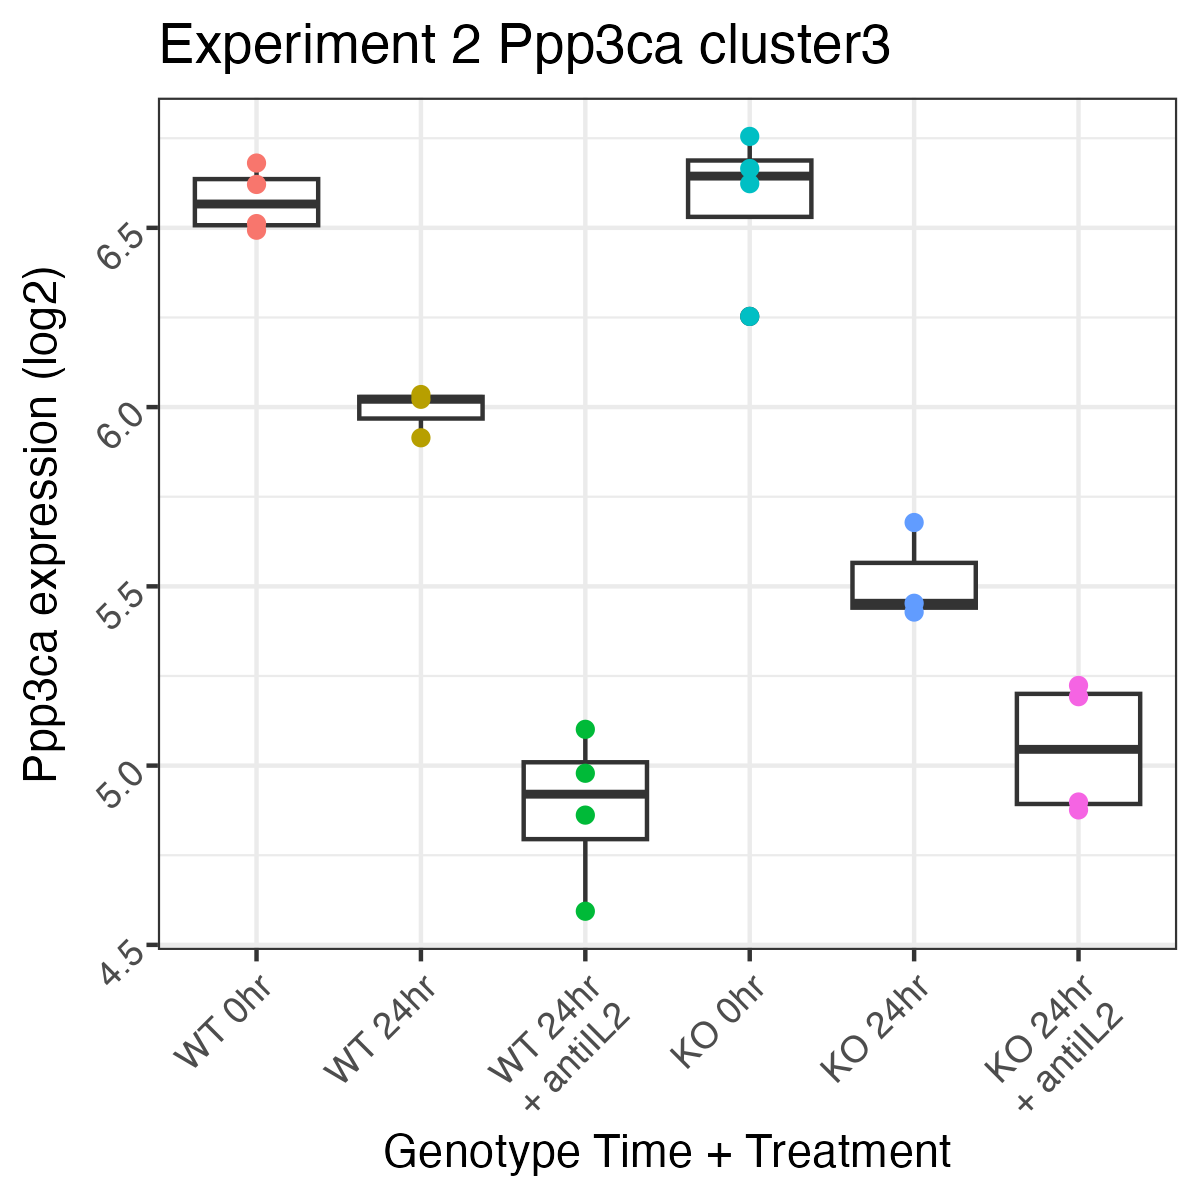 Experiment 2 Ppp3ca cluster3
Ppp3ca expression (log2)
6.5
6.0
5.5
5.0
4.5
WT 0hr
WT 24hr
WT 24hr
+ antiIL2
KO 0hr
KO 24hr
KO 24hr
+ antiIL2
Genotype Time + Treatment